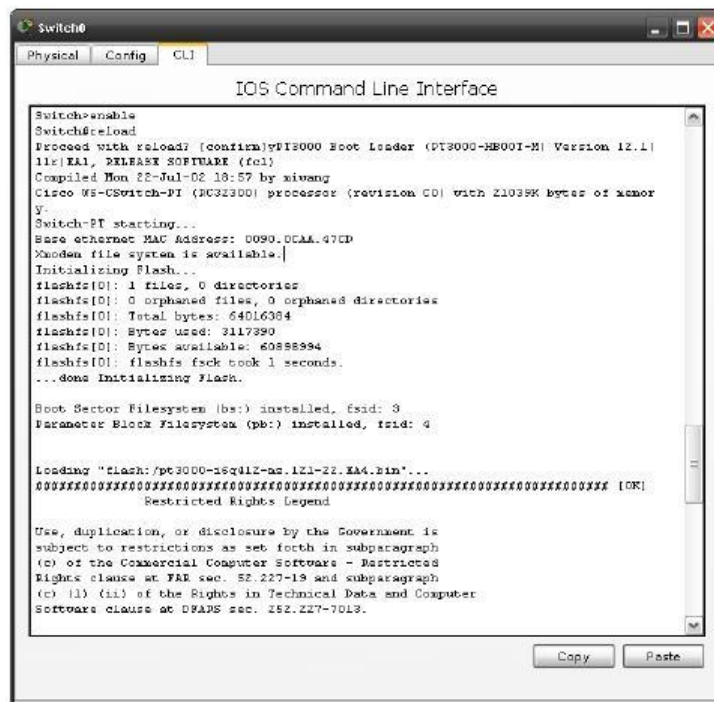 Switch0
Physical Config CLI
IOS Command Line Interface
Switch>enable
Switch#reload
Proceed with reload? [confirm]yPT3000 Boot Loader (PT3000-HBOOT-M) Version 12.1(
11r)EA1, RELEASE SOFTWARE (fc1)
Compiled Mon 22-Jul-02 18:57 by miwang
Cisco WS-CSwitch-PT (RC32300) processor (revision C0) with 21039K bytes of memor
y.
Switch-PT starting...
Base ethernet MAC Address: 0090.0CAA.47CD
Xmodem file system is available.
Initializing Flash...
flashfs[0]: 1 files, 0 directories
flashfs[0]: 0 orphaned files, 0 orphaned directories
flashfs[0]: Total bytes: 64016384
flashfs[0]: Bytes used: 3117390
flashfs[0]: Bytes available: 60898994
flashfs[0]: flashfs fsck took 1 seconds.
...done Initializing Flash.
Boot Sector Filesystem (bs:) installed, fsid: 3
Parameter Block Filesystem (pb:) installed, fsid: 4
Loading "flash:/pt3000-i6q4l2-mz.121-22.EA4.bin"...
########################################################################## [OK]
Restricted Rights Legend
Use, duplication, or disclosure by the Government is
subject to restrictions as set forth in subparagraph
(c) of the Commercial Computer Software - Restricted
Rights clause at FAR sec. 52.227-19 and subparagraph
(c) (1) (ii) of the Rights in Technical Data and Computer
Software clause at DFARS sec. 252.227-7013.
Copy Paste